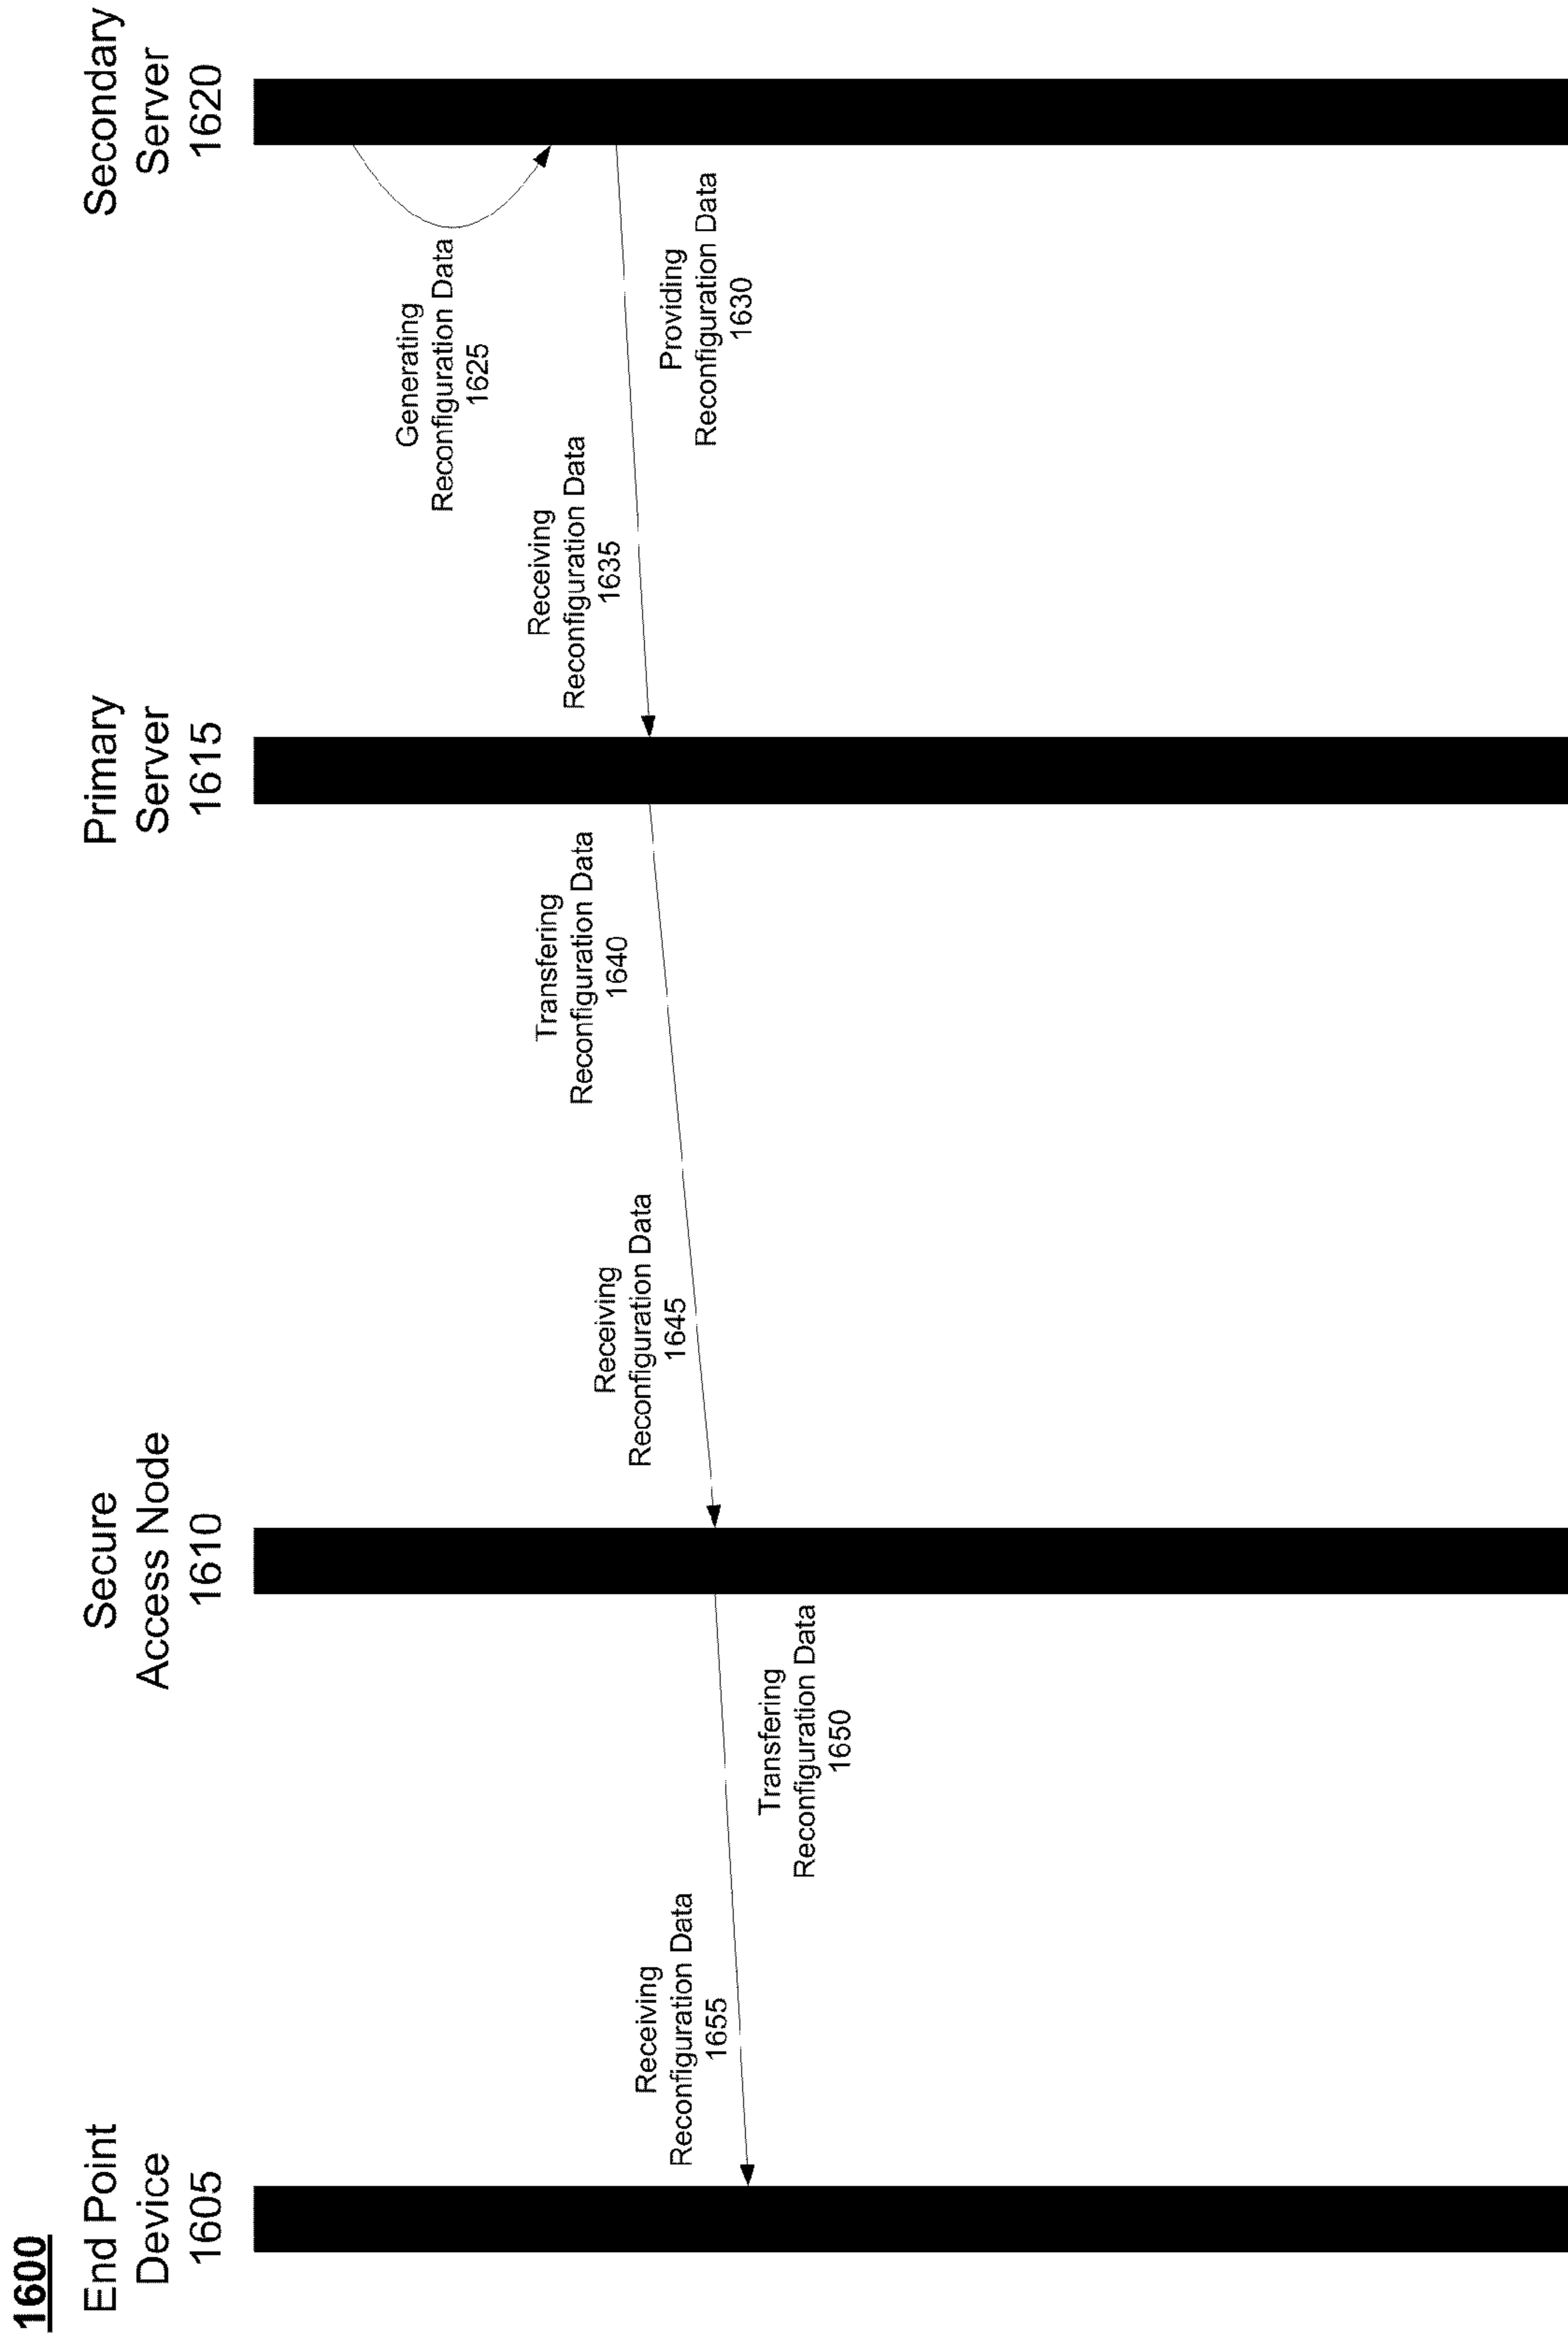 1600
End Point
Device
1605
Secure
Access Node
1610
Primary
Server
1615
Secondary
Server
1620
Generating
Reconfiguration Data
1625
Providing
Reconfiguration Data
1630
Receiving
Reconfiguration Data
1635
Transfering
Reconfiguration Data
1640
Receiving
Reconfiguration Data
1645
Transfering
Reconfiguration Data
1650
Receiving
Reconfiguration Data
1655